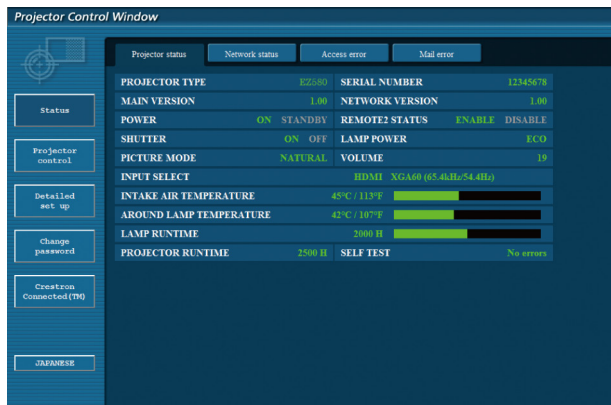 Projector Control Window
Projector status Network status Access error Mail error
Status
Projector control
Detailed set up
Change password
Crestron Connected(TM)
JAPANESE
PROJECTOR TYPE EZ580 SERIAL NUMBER 12345678
MAIN VERSION 1.00 NETWORK VERSION 1.00
POWER ON STANDBY REMOTE2 STATUS ENABLE DISABLE
SHUTTER ON OFF LAMP POWER ECO
PICTURE MODE NATURAL VOLUME 19
INPUT SELECT HDMI XGA60 (65.4kHz/54.4Hz)
INTAKE AIR TEMPERATURE 45°C / 113°F
AROUND LAMP TEMPERATURE 42°C / 107°F
LAMP RUNTIME 2000 H
PROJECTOR RUNTIME 2500 H SELF TEST No errors